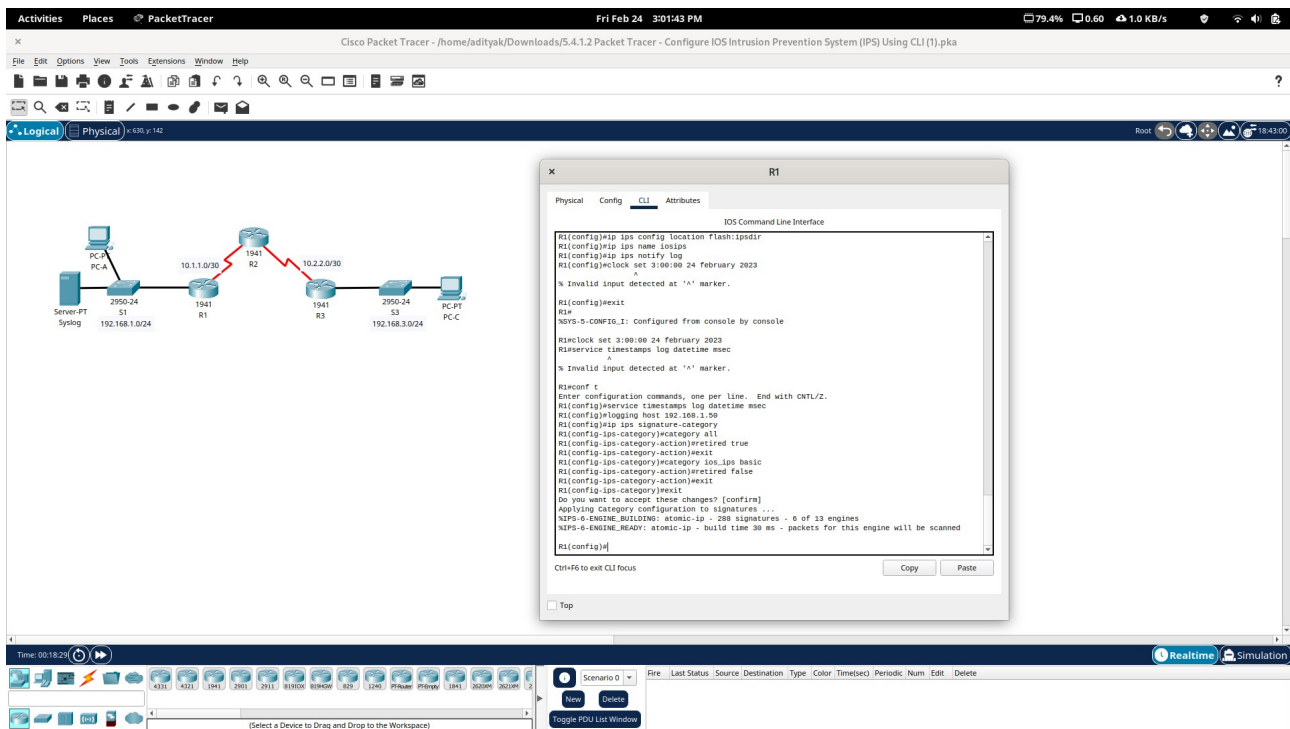 Activities Places PacketTracer Fri Feb 24 3:01:43 PM 79.4% 0.60 1.0 KB/s
Cisco Packet Tracer - /home/adityak/Downloads/5.4.1.2 Packet Tracer - Configure IOS Intrusion Prevention System (IPS) Using CLI (1).pka
File Edit Options View Tools Extensions Window Help
?
Logical Physical x: 630, y: 142 Root 18:43:00
PC-PT
PC-A
Server-PT
Syslog
2950-24
S1
192.168.1.0/24
10.1.1.0/30
1941
R1
1941
R2
10.2.2.0/30
1941
R3
2950-24
S3
192.168.3.0/24
PC-PT
PC-C
R1
Physical Config CLI Attributes
IOS Command Line Interface
R1(config)#ip ips config location flash:ipsdir
R1(config)#ip ips name iosips
R1(config)#ip ips notify log
R1(config)#clock set 3:00:00 24 february 2023
^
% Invalid input detected at '^' marker.
R1(config)#exit
R1#
%SYS-5-CONFIG_I: Configured from console by console
R1#clock set 3:00:00 24 february 2023
R1#service timestamps log datetime msec
^
% Invalid input detected at '^' marker.
R1#conf t
Enter configuration commands, one per line. End with CNTL/Z.
R1(config)#service timestamps log datetime msec
R1(config)#logging host 192.168.1.50
R1(config)#ip ips signature-category
R1(config-ips-category)#category all
R1(config-ips-category-action)#retired true
R1(config-ips-category-action)#exit
R1(config-ips-category)#category ios_ips basic
R1(config-ips-category-action)#retired false
R1(config-ips-category-action)#exit
R1(config-ips-category)#exit
Do you want to accept these changes? [confirm]
Applying Category configuration to signatures ...
%IPS-6-ENGINE_BUILDING: atomic-ip - 288 signatures - 6 of 13 engines
%IPS-6-ENGINE_READY: atomic-ip - build time 30 ms - packets for this engine will be scanned
R1(config)#
Ctrl+F6 to exit CLI focus Copy Paste
Top
Time: 00:18:29 Realtime Simulation
4331 4321 1941 2901 2911 819IOX 819HGW 829 1240 PT-Router PT-Empty 1841 2620XM 2621XM 2
Scenario 0 Fire Last Status Source Destination Type Color Time(sec) Periodic Num Edit Delete
New Delete
Toggle PDU List Window
(Select a Device to Drag and Drop to the Workspace)